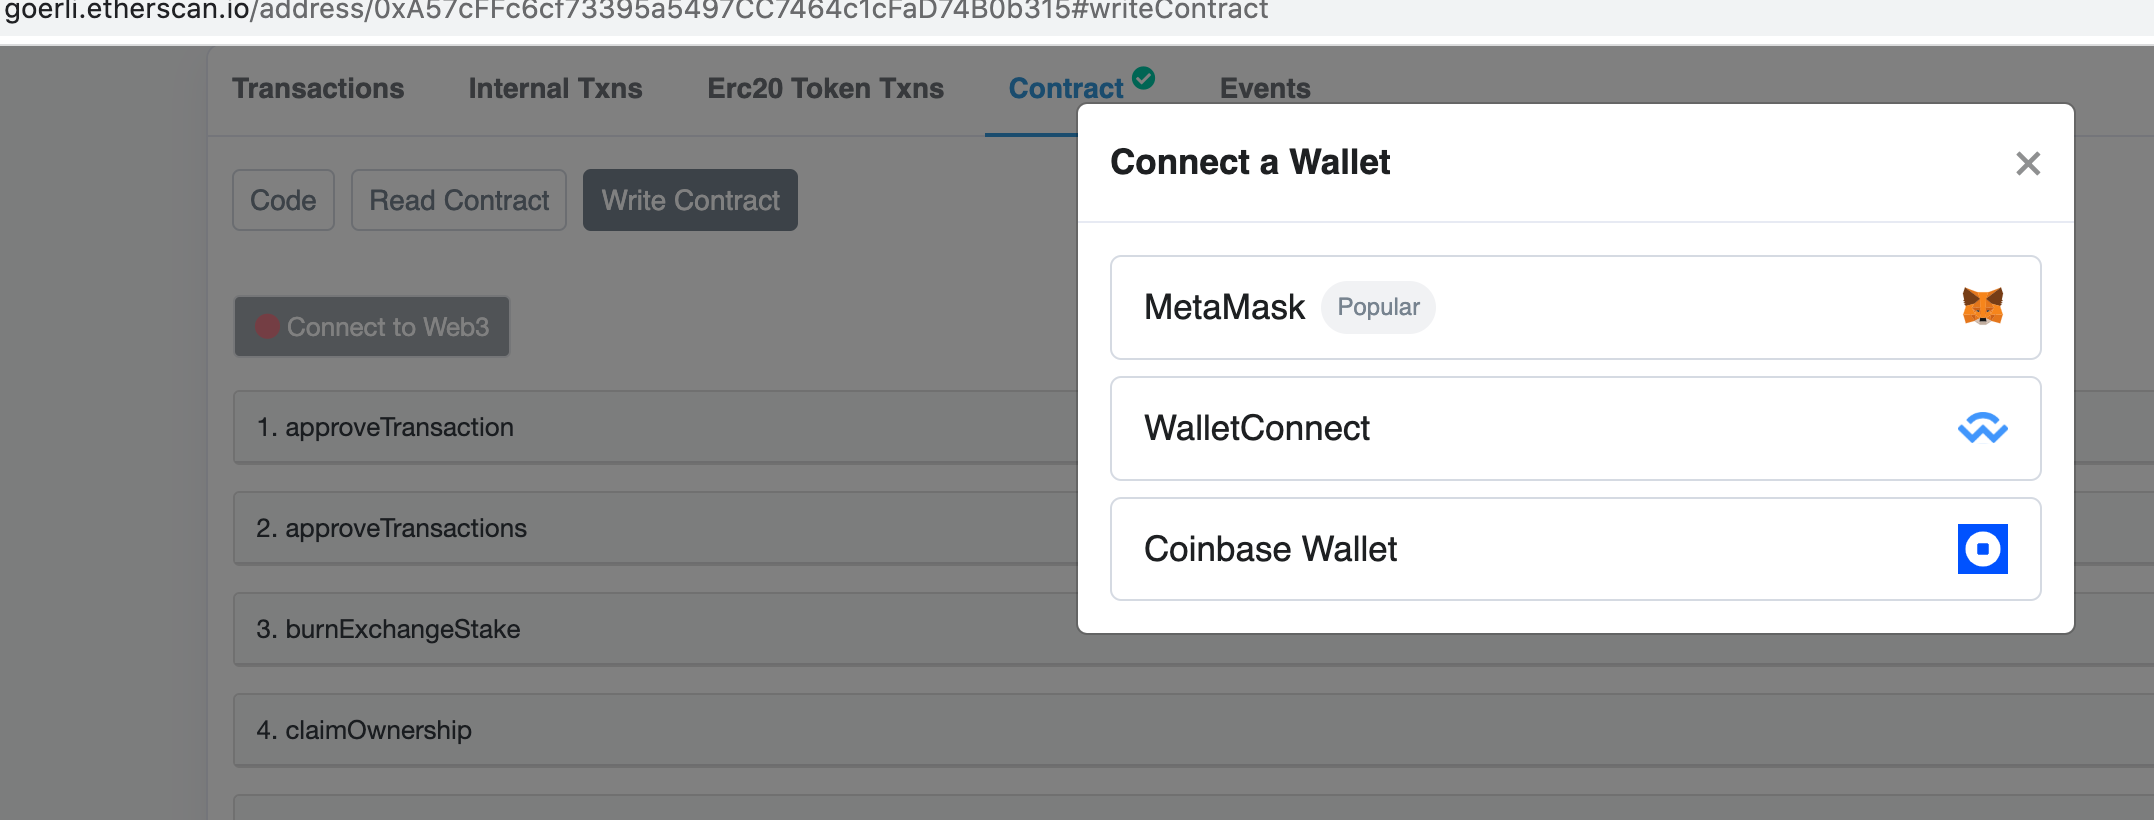 goerli.etherscan.io/address/0xA57cFFc6cf73395a5497CC7464c1cFaD74B0b315#writeContract
Transactions Internal Txns Erc20 Token Txns Contract Events
Code Read Contract Write Contract
Connect to Web3
1. approveTransaction
2. approveTransactions
3. burnExchangeStake
4. claimOwnership
Connect a Wallet
MetaMask Popular
WalletConnect
Coinbase Wallet